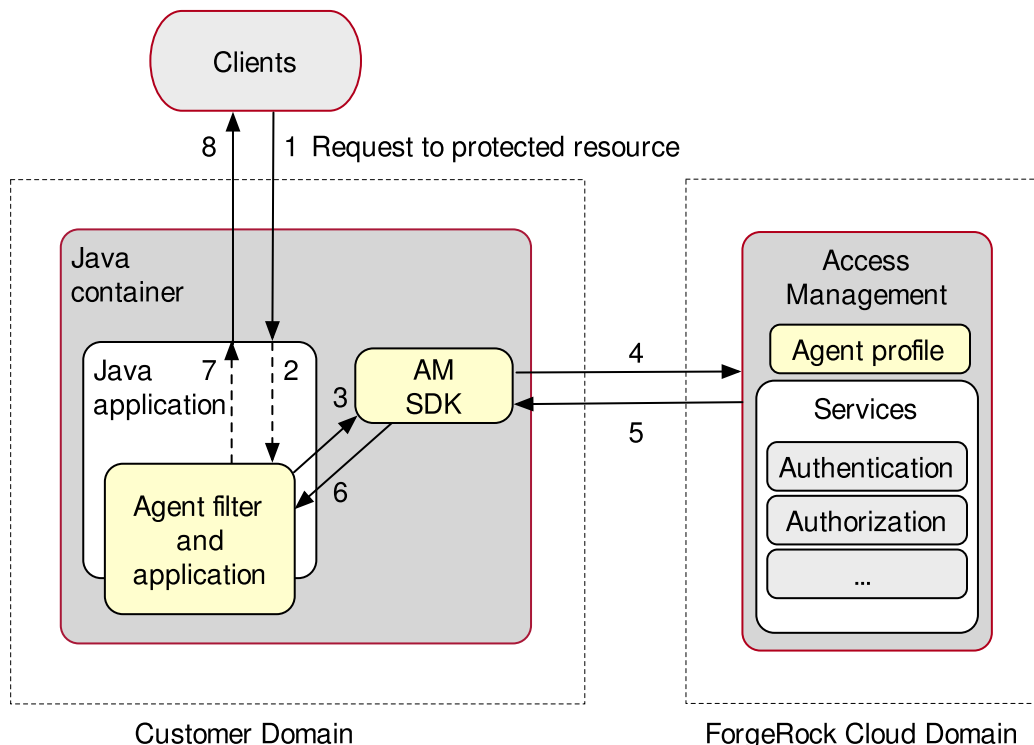 Clients
8
1 Request to protected resource
Java
container
Access
Management
Agent profile
Java
application
7
2
AM
SDK
3
4
5
6
Services
Authentication
Authorization
...
Agent filter
and
application
Customer Domain
ForgeRock Cloud Domain